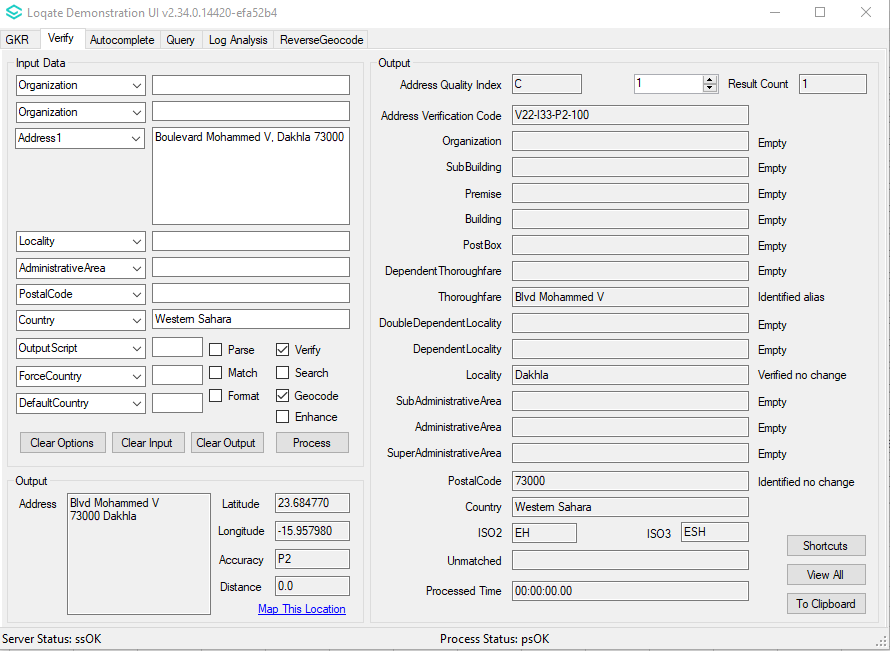 Loqate Demonstration UI v2.34.0.14420-efa52b4
GKR Verify Autocomplete Query Log Analysis ReverseGeocode
Input Data
Organization
Organization
Address1 Boulevard Mohammed V, Dakhla 73000
Locality
AdministrativeArea
PostalCode
Country Western Sahara
OutputScript Parse Verify
ForceCountry Match Search
DefaultCountry Format Geocode
Enhance
Clear Options Clear Input Clear Output Process
Output
Address Blvd Mohammed V
73000 Dakhla
Latitude 23.684770
Longitude -15.957980
Accuracy P2
Distance 0.0
Map This Location
Output
Address Quality Index C 1 Result Count 1
Address Verification Code V22-I33-P2-100
Organization Empty
SubBuilding Empty
Premise Empty
Building Empty
PostBox Empty
DependentThoroughfare Empty
Thoroughfare Blvd Mohammed V Identified alias
DoubleDependentLocality Empty
DependentLocality Empty
Locality Dakhla Verified no change
SubAdministrativeArea Empty
AdministrativeArea Empty
SuperAdministrativeArea Empty
PostalCode 73000 Identified no change
Country Western Sahara
ISO2 EH ISO3 ESH
Unmatched
Processed Time 00:00:00.00
Shortcuts
View All
To Clipboard
Server Status: ssOK Process Status: psOK